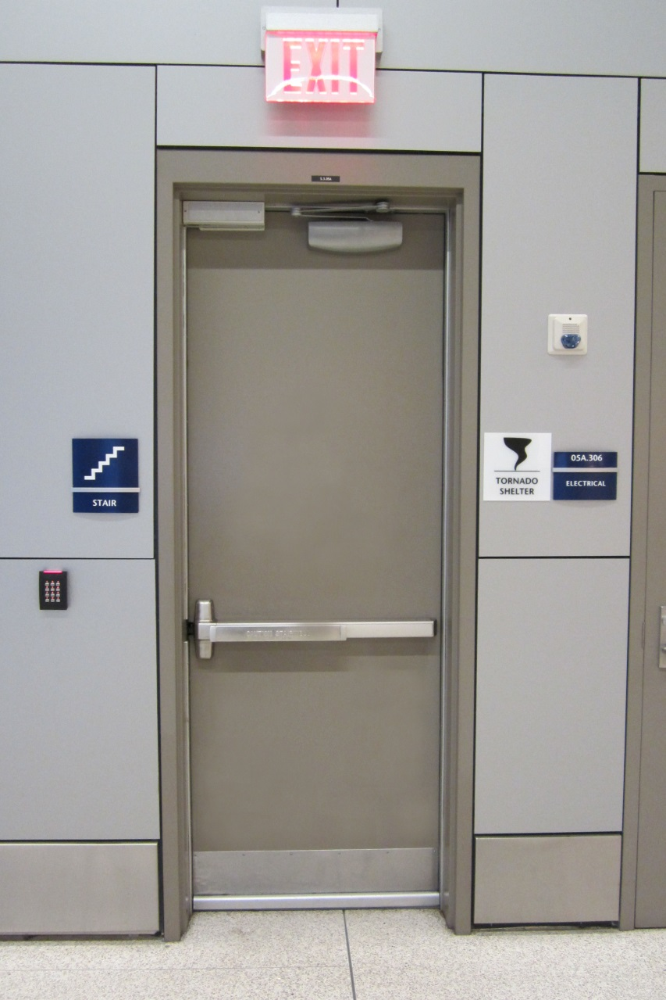 EXIT
STAIR
TORNADO
SHELTER
05A.306
ELECTRICAL